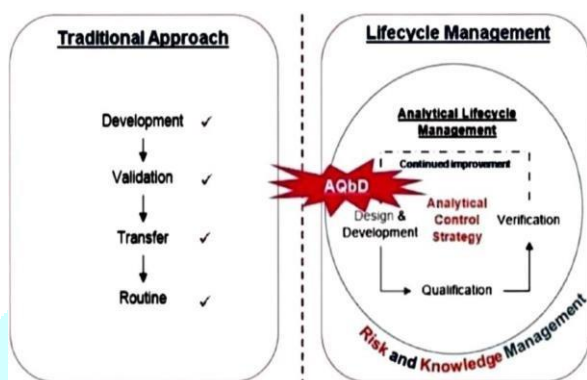 Traditional Approach
Development ✓
Validation ✓
Transfer ✓
Routine ✓
Lifecycle Management
Analytical Lifecycle
Management
Continued improvement
AQbD
Design &
Development
Analytical
Control
Strategy
Verification
Qualification
Risk and Knowledge Management